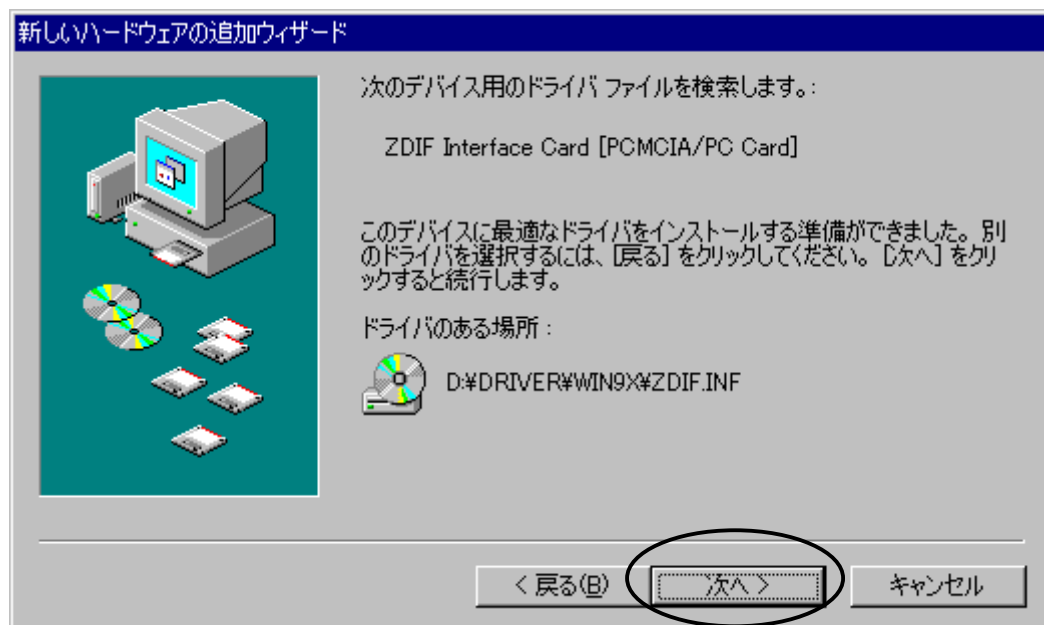 新しいハードウェアの追加ウィザード
次のデバイス用のドライバ ファイルを検索します。:
ZDIF Interface Card [PCMCIA/PC Card]
このデバイスに最適なドライバをインストールする準備ができました。別
のドライバを選択するには、[戻る] をクリックしてください。[次へ] をクリ
ックすると続行します。
ドライバのある場所 :
D:¥DRIVER¥WIN9X¥ZDIF.INF
< 戻る(B)
次へ >
キャンセル